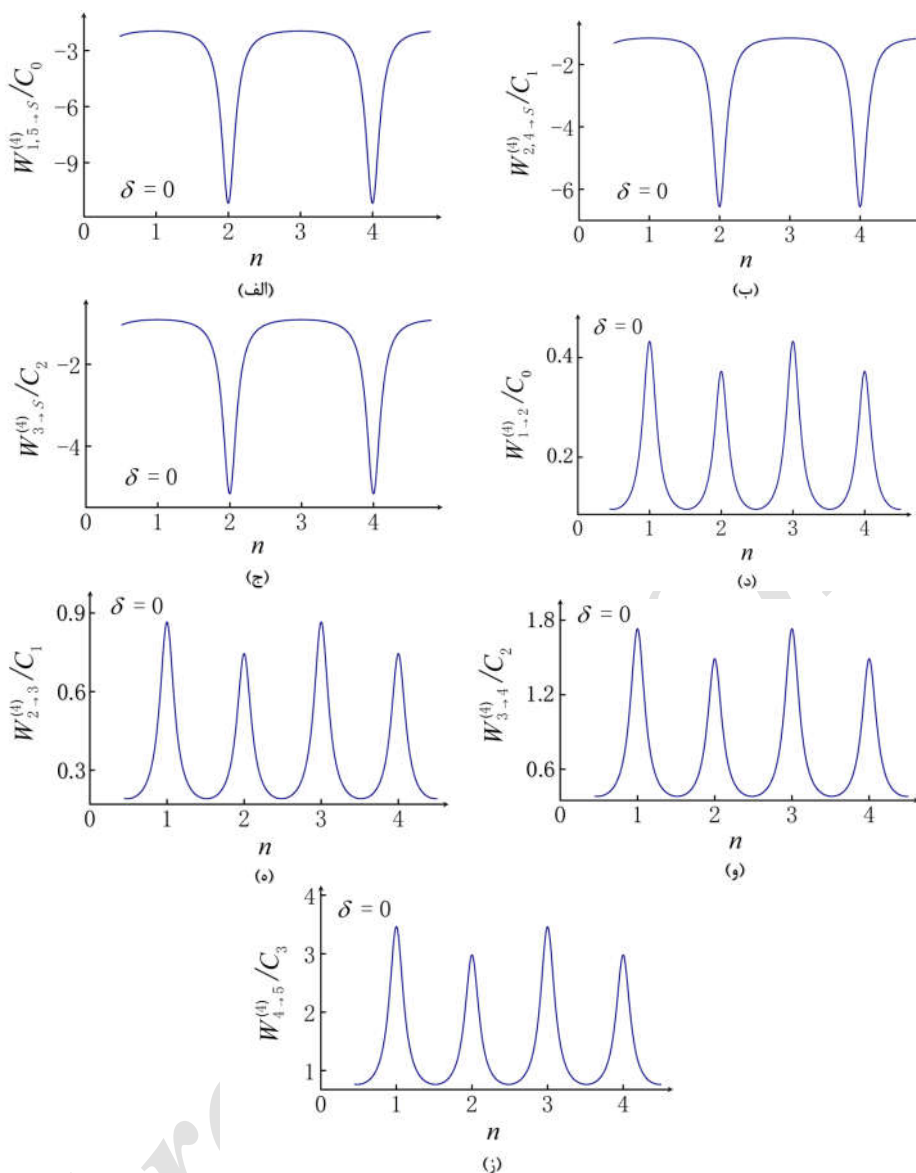 W^{(4)}_{1,5→S}/C_0
-3
-6
-9
δ = 0
0 1 2 3 4
n
(الف)
W^{(4)}_{2,4→S}/C_1
-2
-4
-6
δ = 0
0 1 2 3 4
n
(ب)
W^{(4)}_{3→S}/C_2
-2
-4
δ = 0
0 1 2 3 4
n
(ج)
W^{(4)}_{1→2}/C_0
δ = 0
0.4
0.2
0 1 2 3 4
n
(د)
W^{(4)}_{2→3}/C_1
0.9
δ = 0
0.6
0.3
0 1 2 3 4
n
(ه)
W^{(4)}_{3→4}/C_2
1.8
δ = 0
1.2
0.6
0 1 2 3 4
n
(و)
W^{(4)}_{4→5}/C_3
4
δ = 0
3
2
1
0 1 2 3 4
n
(ز)